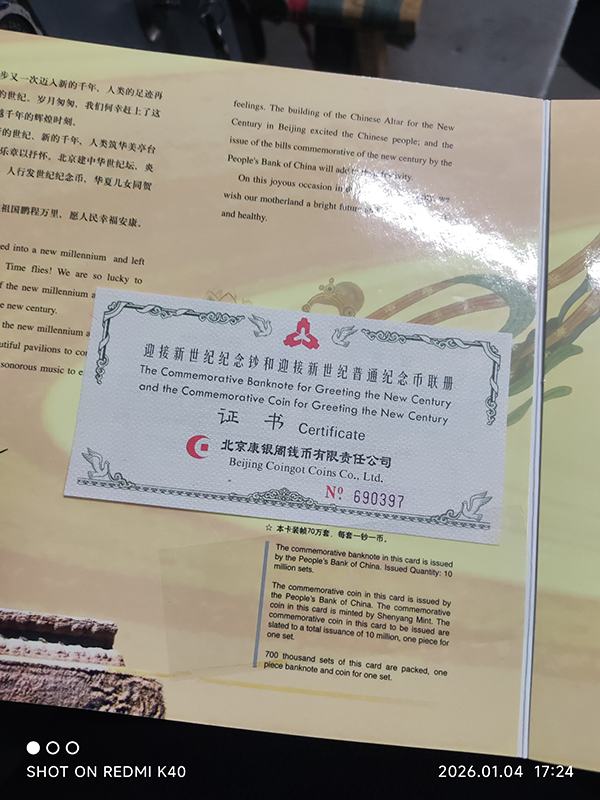 步又一次迈入新的千年，人类的足迹再
的世纪。岁月匆匆，我们何幸赶上了这
越千年的辉煌时刻。
新的世纪、新的千年，人类筑华美亭台
乐章以抒怀。北京建中华世纪坛，炎
人行发世纪纪念币，华夏儿女同贺
祖国鹏程万里，愿人民幸福安康。
ed into a new millennium and left
Time flies! We are so lucky to
f the new millennium a
e new century.
the new millennium a
utiful pavilions to co
sonorous music to e
feelings. The building of the Chinese Altar for the New
Century in Beijing excited the Chinese people; and the
issue of the bills commemorative of the new century by the
People's Bank of China will add
On this joyous occasion in we
wish our motherland a bright future
and healthy.
迎接新世纪纪念钞和迎接新世纪普通纪念币联册
The Commemorative Banknote for Greeting the New Century
and the Commemorative Coin for Greeting the New Century
证书 Certificate
北京康银阁钱币有限责任公司
Beijing Coingot Coins Co., Ltd.
Nº 690397
☆ 本卡装帧70万套，每套一钞一币。
The commemorative banknote in this card is issued
by the People's Bank of China. Issued Quantity: 10
million sets.
The commemorative coin in this card is issued by
the People's Bank of China. The commemorative
coin in this card is minted by Shenyang Mint. The
commemorative coin in this card to be issued are
slated to a total issuance of 10 million, one piece for
one set.
700 thousand sets of this card are packed, one
piece banknote and coin for one set.
SHOT ON REDMI K40
2026.01.04 17:24